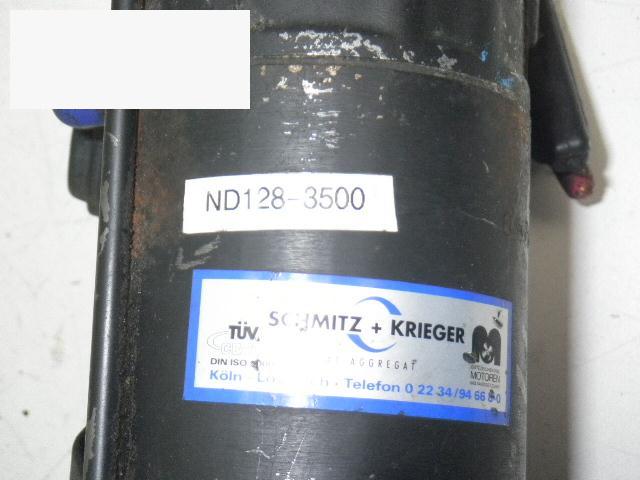 ND128-3500
SCHMITZ + KRIEGER
TÜV
DIN ISO AGGREGAT
MOTOREN
Köln - Telefon 0 22 34/94 66